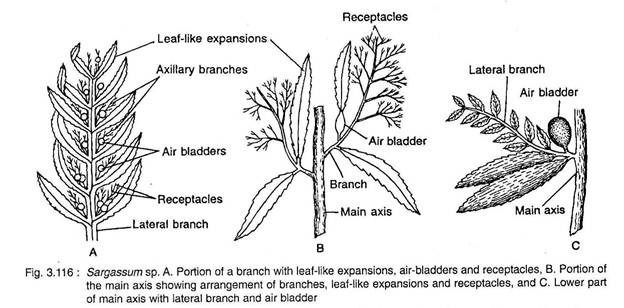 Receptacles
Leaf-like expansions
Axillary branches
Air bladders
Receptacles
Lateral branch
A
Air bladder
Branch
Main axis
B
Lateral branch
Air bladder
Main axis
C
Fig. 3.116 : Sargassum sp. A. Portion of a branch with leaf-like expansions, air-bladders and receptacles, B. Portion of
the main axis showing arrangement of branches, leaf-like expansions and receptacles, and C. Lower part
of main axis with lateral branch and air bladder